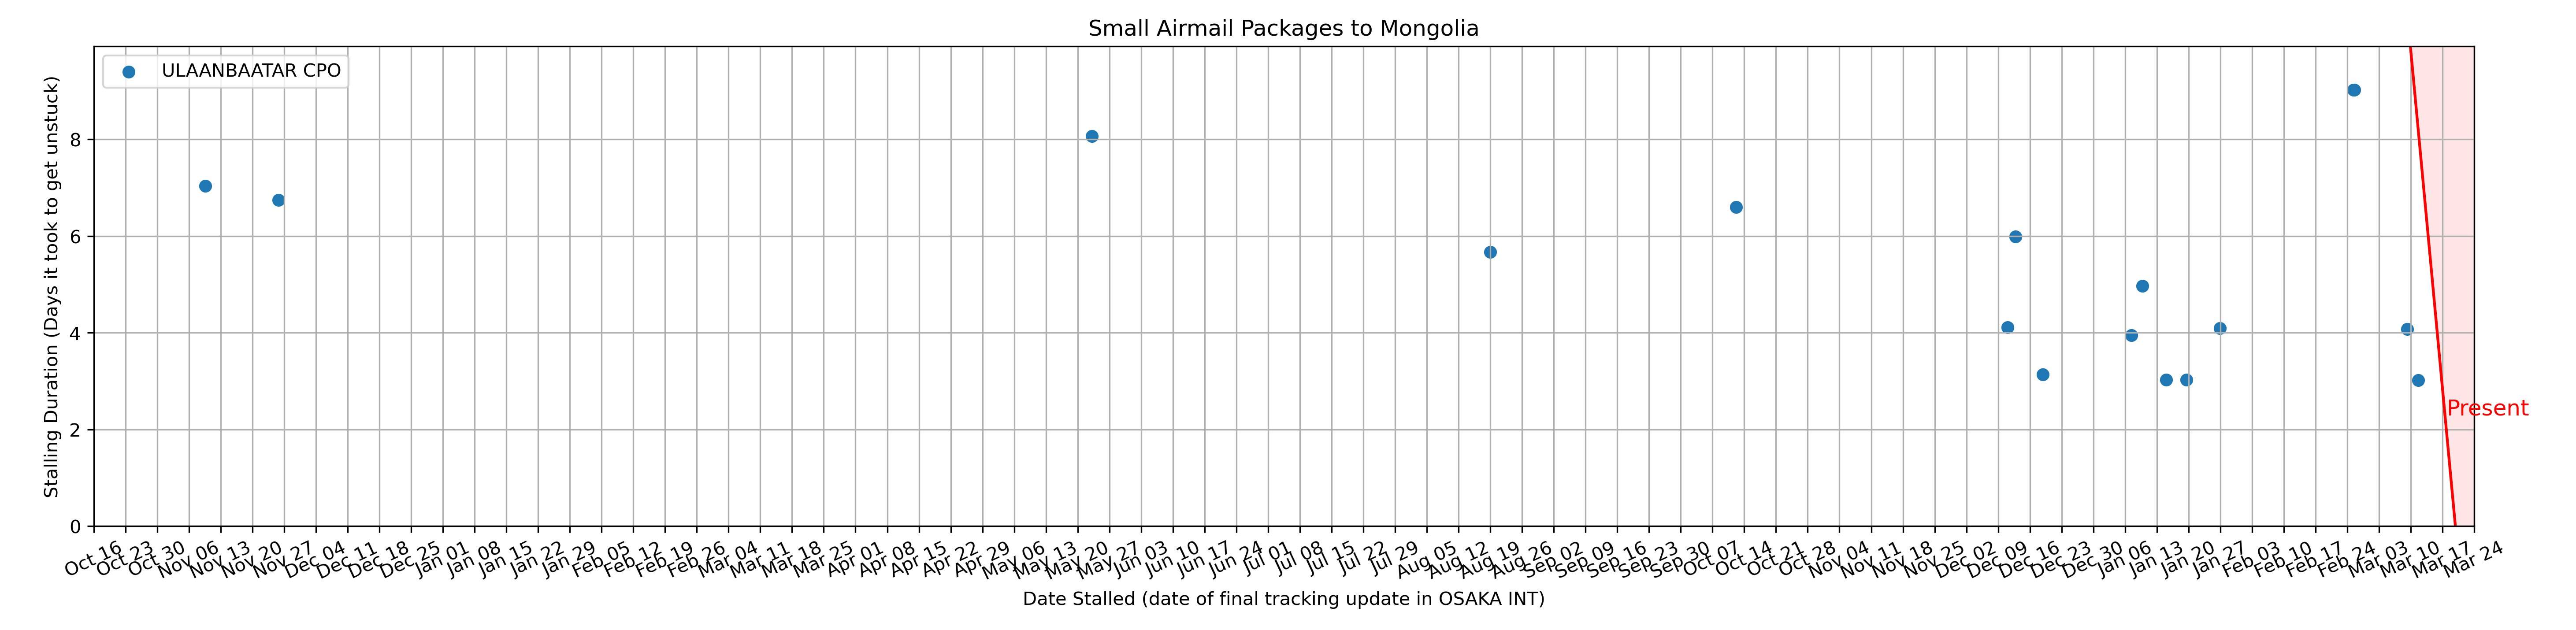 Small Airmail Packages to Mongolia
ULAANBAATAR CPO
Stalling Duration (Days it took to get unstuck)
8
6
4
2
0
Present
Oct 16
Oct 23
Oct 30
Nov 06
Nov 13
Nov 20
Nov 27
Dec 04
Dec 11
Dec 18
Dec 25
Jan 01
Jan 08
Jan 15
Jan 22
Jan 29
Feb 05
Feb 12
Feb 19
Feb 26
Mar 04
Mar 11
Mar 18
Mar 25
Apr 01
Apr 08
Apr 15
Apr 22
Apr 29
May 06
May 13
May 20
May 27
Jun 03
Jun 10
Jun 17
Jun 24
Jul 01
Jul 08
Jul 15
Jul 22
Jul 29
Aug 05
Aug 12
Aug 19
Aug 26
Sep 02
Sep 09
Sep 16
Sep 23
Sep 30
Oct 07
Oct 14
Oct 21
Oct 28
Nov 04
Nov 11
Nov 18
Nov 25
Dec 02
Dec 09
Dec 16
Dec 23
Dec 30
Jan 06
Jan 13
Jan 20
Jan 27
Feb 03
Feb 10
Feb 17
Feb 24
Mar 03
Mar 10
Mar 17
Mar 24
Date Stalled (date of final tracking update in OSAKA INT)